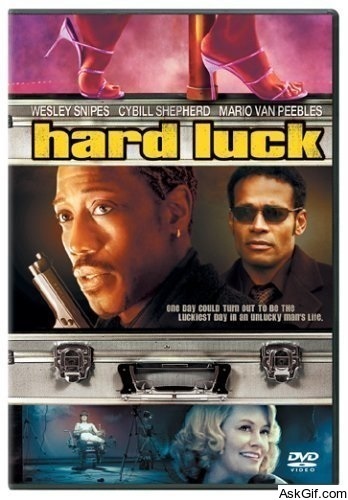 WESLEY SNIPES CYBILL SHEPHERD MARIO VAN PEEBLES
hard luck
ONE DAY COULD TURN OUT TO BE THE
LUCKIEST DAY IN AN UNLUCKY MAN'S LIFE.
DVD
VIDEO
AskGif.com